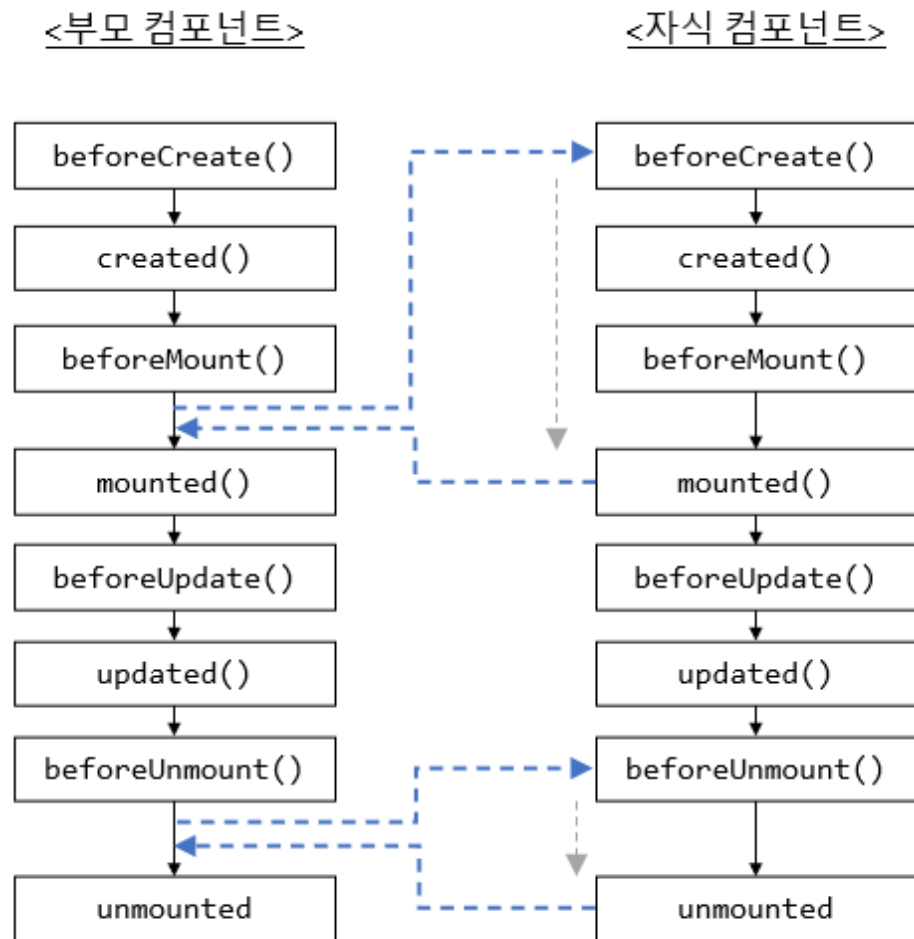 <부모 컴포넌트>
<자식 컴포넌트>
beforeCreate()
beforeCreate()
created()
created()
beforeMount()
beforeMount()
mounted()
mounted()
beforeUpdate()
beforeUpdate()
updated()
updated()
beforeUnmount()
beforeUnmount()
unmounted
unmounted